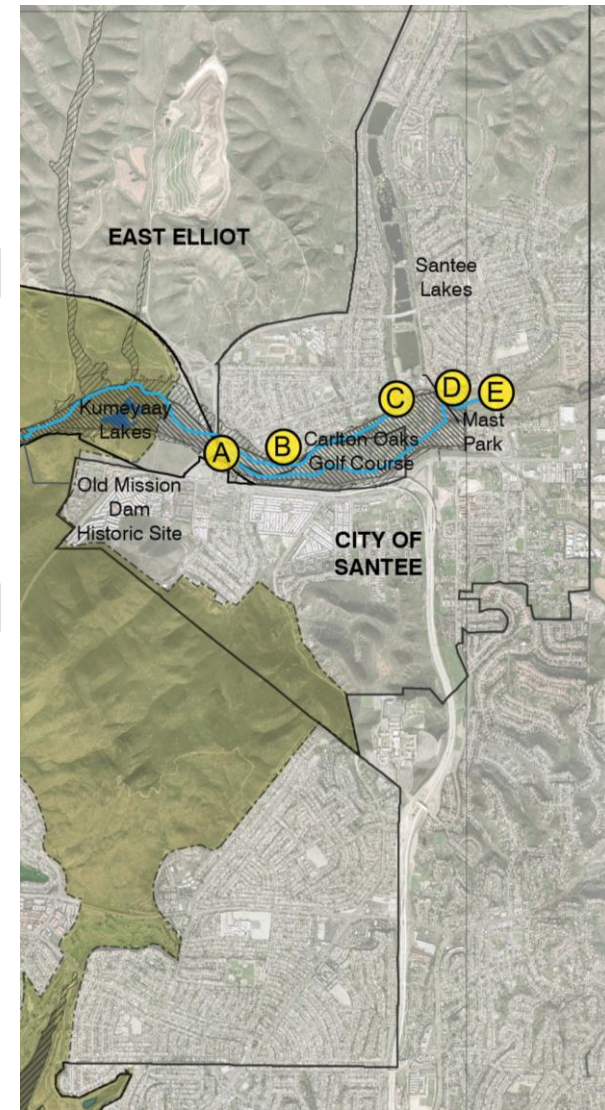 EAST ELLIOT
Santee
Lakes
C
D
E
Kumeyaay
Lakes
A
B
Carlton Oaks
Golf Course
Mast
Park
Old Mission
Dam
Historic Site
CITY OF
SANTEE